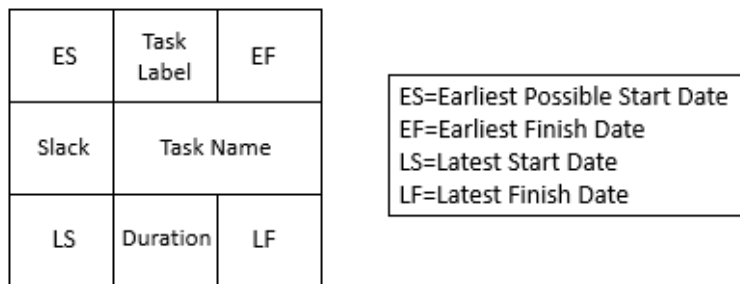 ES
Task
Label
EF
Slack
Task Name
LS
Duration
LF
ES=Earliest Possible Start Date
EF=Earliest Finish Date
LS=Latest Start Date
LF=Latest Finish Date